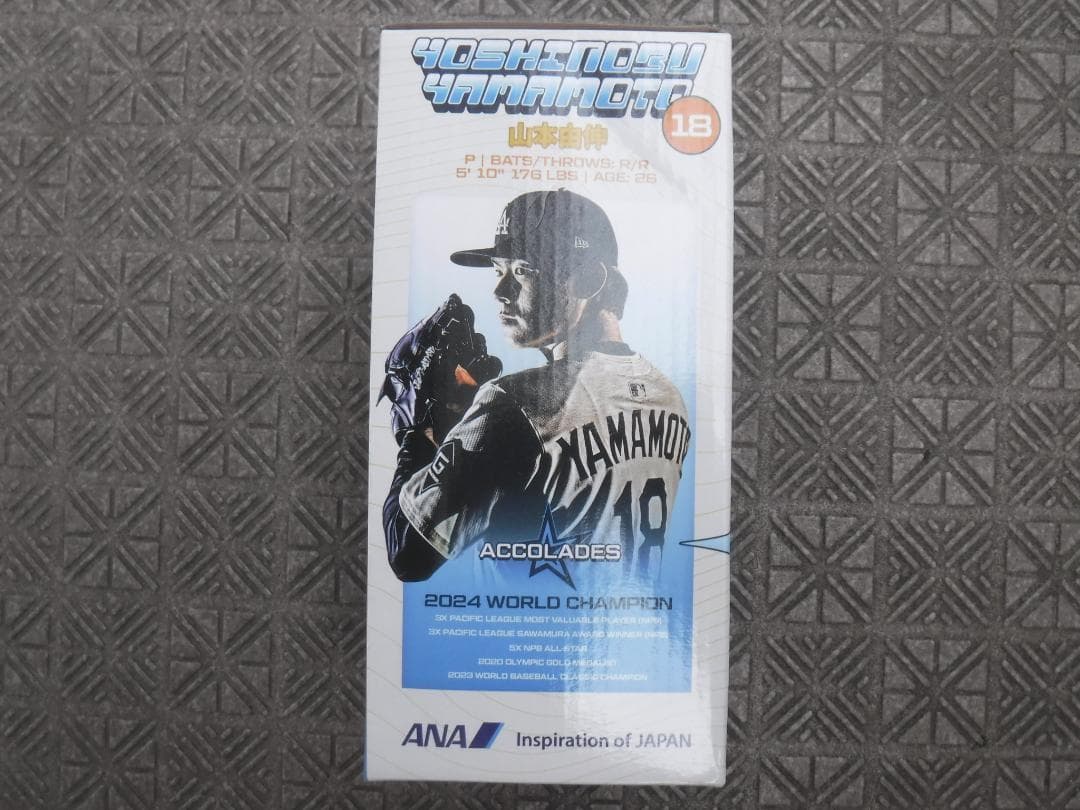 YOSHINOBU
YAMAMOTO
18
山本由伸
P | BATS/THROWS: R/R
5' 10" 176 LBS | AGE: 26
LA
YAMAMOTO
18
ACCOLADES
2024 WORLD CHAMPION
3X PACIFIC LEAGUE MOST VALUABLE PLAYER (NPB)
3X PACIFIC LEAGUE SAWAMURA AWARD WINNER (NPB)
5X NPB ALL-STAR
2020 OLYMPIC GOLD MEDALIST
2023 WORLD BASEBALL CLASSIC CHAMPION
ANA Inspiration of JAPAN